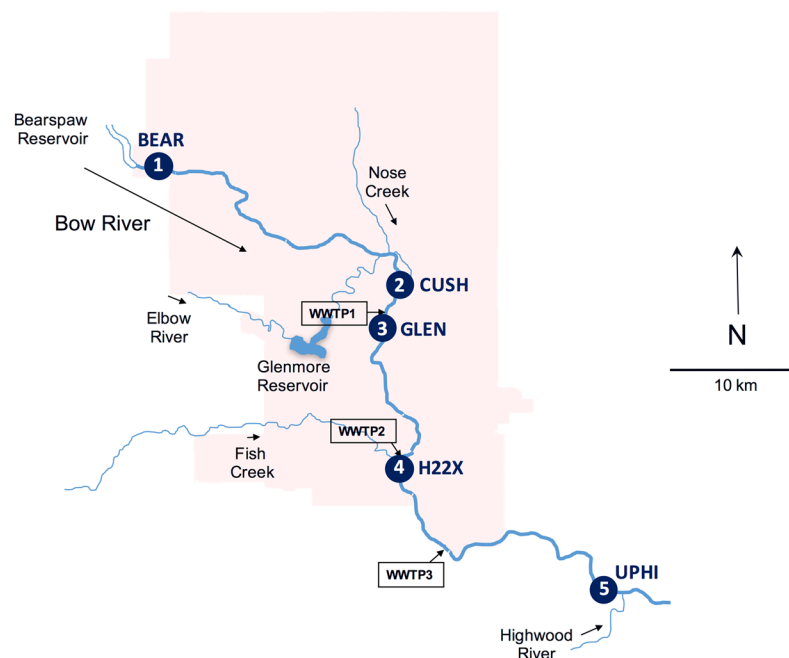 Bearspaw
Reservoir
BEAR
1
Nose
Creek
Bow River
2 CUSH
WWTP1
3 GLEN
Elbow
River
N
Glenmore
Reservoir
10 km
WWTP2
Fish
Creek
4 H22X
WWTP3
UPHI
5
Highwood
River